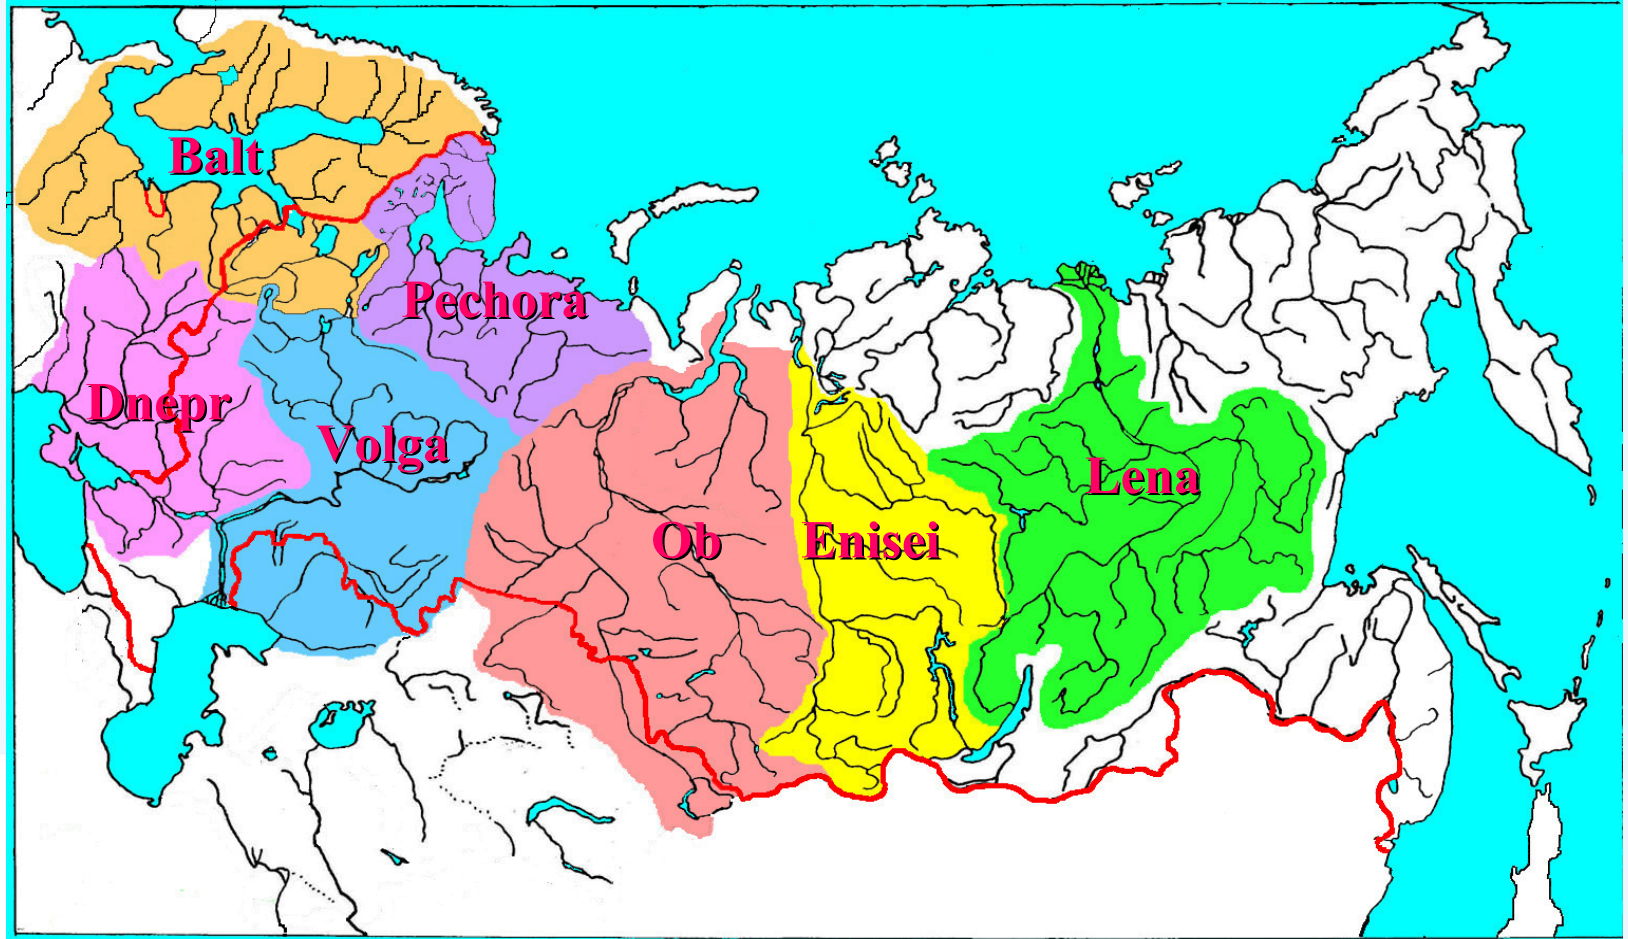 Balt
Pechora
Dnepr
Volga
Lena
Ob
Enisei